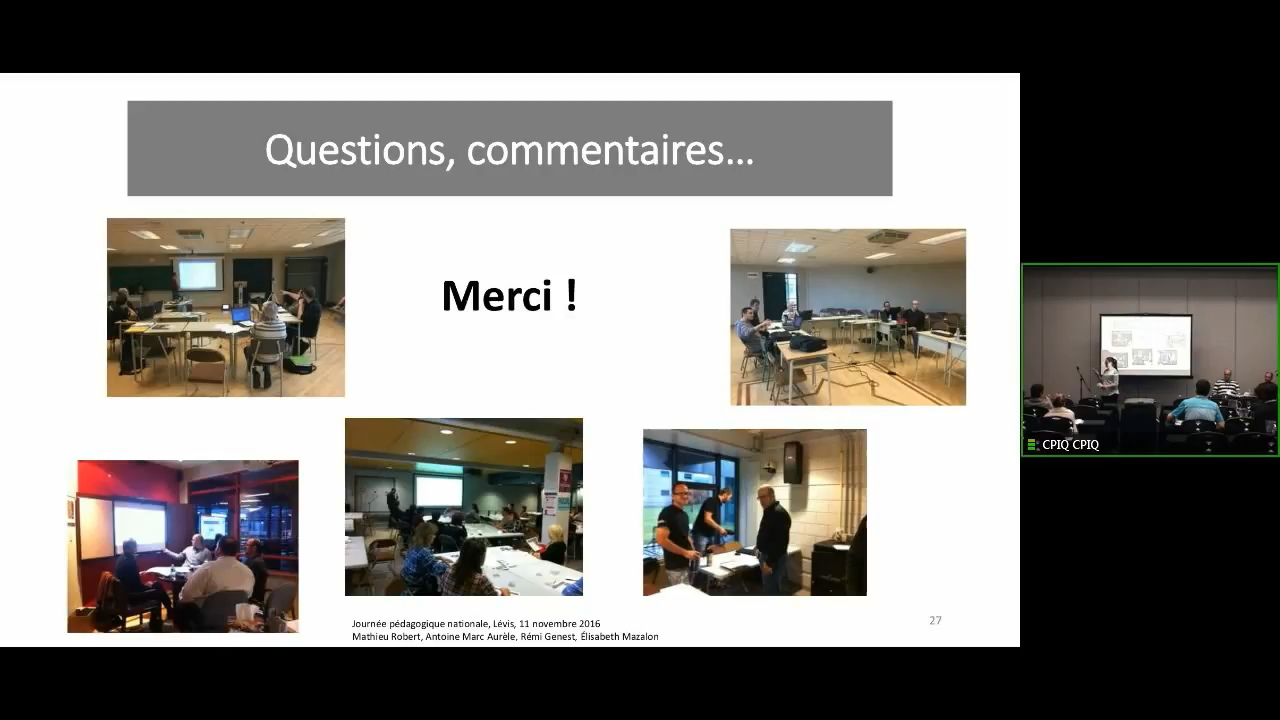 Questions, commentaires…
Merci !
CPIQ CPIQ
Journée pédagogique nationale, Lévis, 11 novembre 2016
Mathieu Robert, Antoine Marc Aurèle, Rémi Genest, Élisabeth Mazalon
27